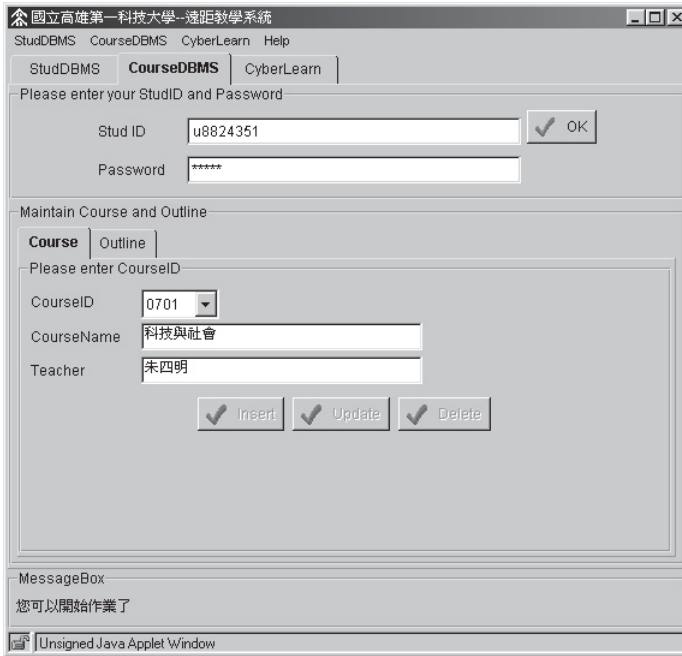 國立高雄第一科技大學--遠距教學系統
StudDBMS CourseDBMS CyberLearn Help
StudDBMS CourseDBMS CyberLearn
Please enter your StudID and Password
Stud ID u8824351 OK
Password *****
Maintain Course and Outline
Course Outline
Please enter CourseID
CourseID 0701
CourseName 科技與社會
Teacher 朱四明
Insert Update Delete
MessageBox
您可以開始作業了
Unsigned Java Applet Window